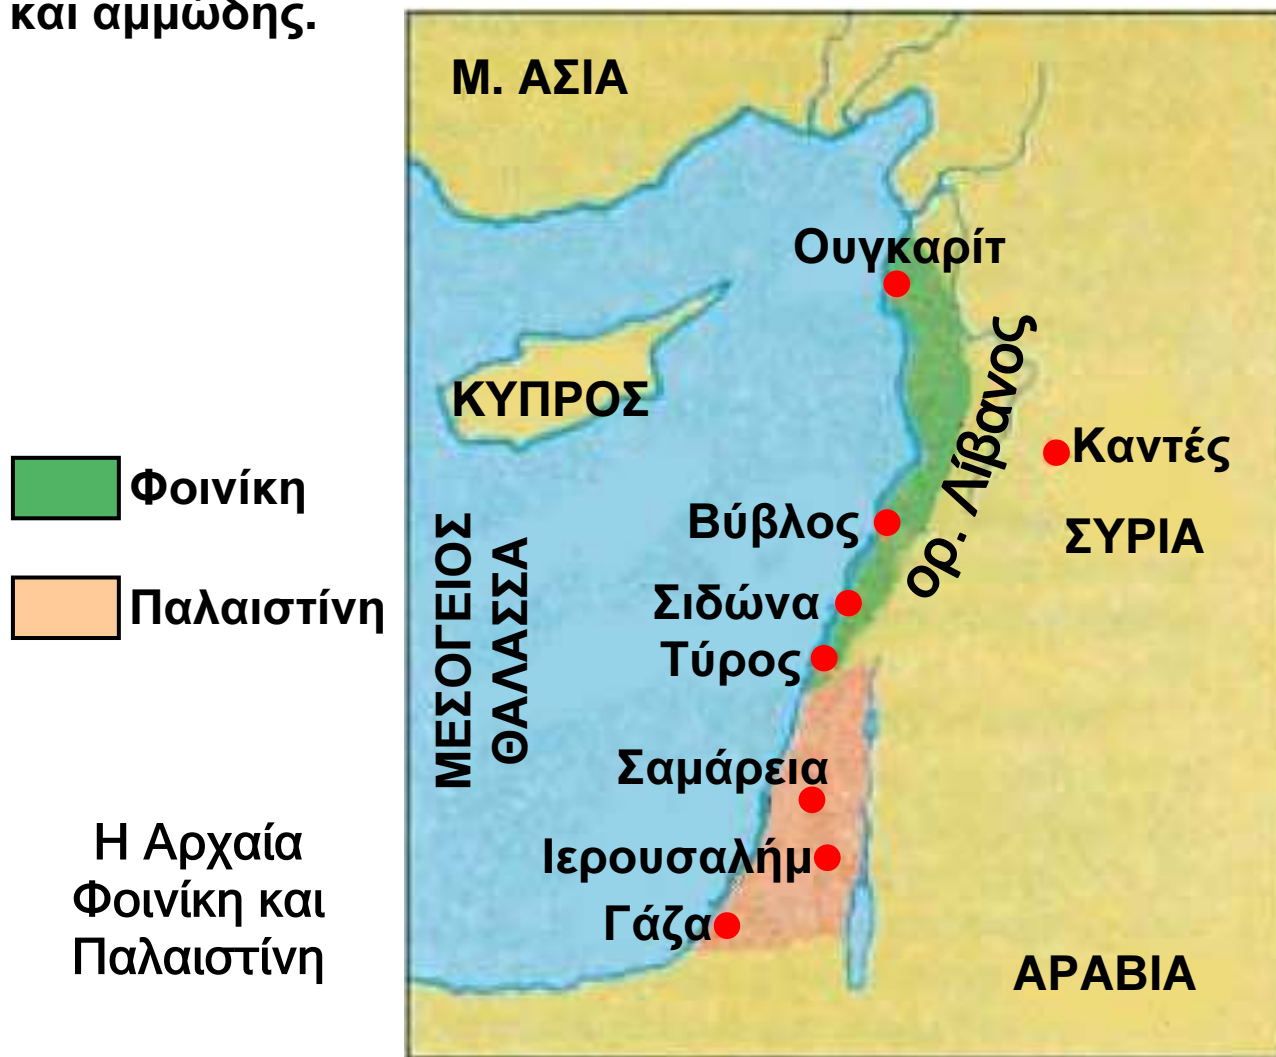 και αμμώδης.
Μ. ΑΣΙΑ
Ουγκαρίτ
ορ. Λίβανος
ΚΥΠΡΟΣ
Καντές
Φοινίκη
Βύβλος
ΣΥΡΙΑ
ΜΕΣΟΓΕΙΟΣ
ΘΑΛΑΣΣΑ
Παλαιστίνη
Σιδώνα
Τύρος
Σαμάρεια
Ιερουσαλήμ
Γάζα
Η Αρχαία
Φοινίκη και
Παλαιστίνη
ΑΡΑΒΙΑ